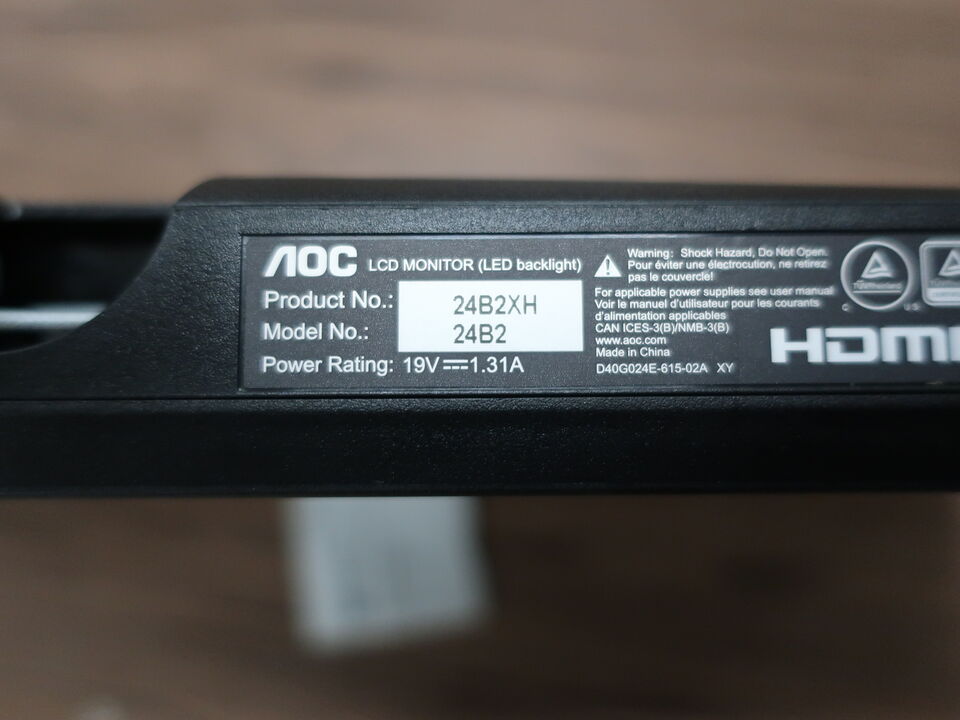 AOC LCD MONITOR (LED backlight)
Product No.: 24B2XH
Model No.: 24B2
Power Rating: 19V⎓1.31A
Warning: Shock Hazard, Do Not Open.
Pour éviter une électrocution, ne retirez
pas le couvercle!
For applicable power supplies see user manual
Voir le manuel d'utilisateur pour les courants
d'alimentation applicables
CAN ICES-3(B)/NMB-3(B)
www.aoc.com
Made in China
D40G024E-615-02A XY
HDMI